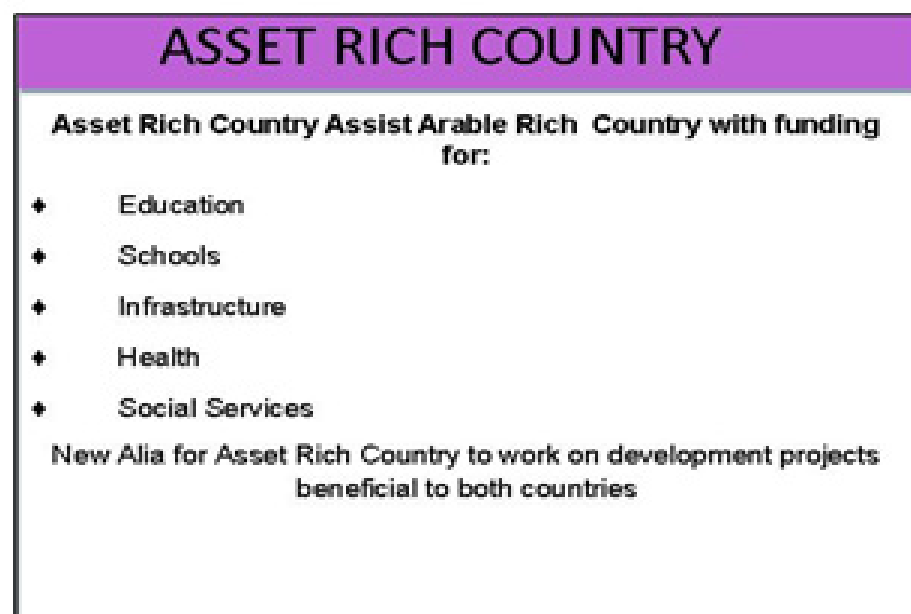 ASSET RICH COUNTRY
Asset Rich Country Assist Arable Rich Country with funding
for:
Education
Schools
Infrastructure
Health
Social Services
New Alia for Asset Rich Country to work on development projects
beneficial to both countries